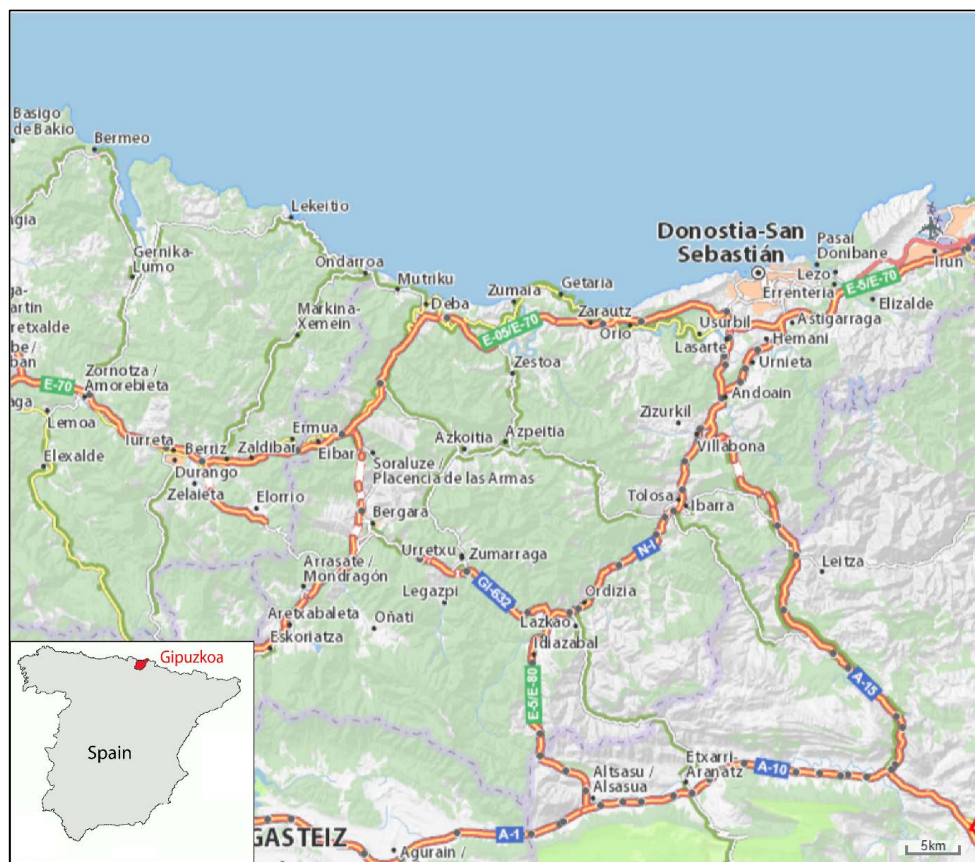 Basigo
de Bakio
Bermeo
Lekeitio
Donostia-San
Sebastián
Pasai
Donibane
Irun
Lezo
Errenteria
E-5/E-70
Elizalde
Gernika-
Lumo
Ondarroa
Mutriku
Deba
Zumaia
Getaria
Zarautz
Orio
Usurbil
Astigarraga
Hernani
Lasarte
Urnieta
Markina-
Xemein
E-05/E-70
Zestoa
Andoain
E-70
Zornotza /
Amorebieta
Lemoa
Elexalde
Iurreta
Berriz
Zaldibar
Ermua
Eibar
Durango
Zelaieta
Elorrio
Azkoitia
Azpeitia
Zizurkil
Villabona
Soraluze /
Placencia de las Armas
Tolosa
Ibarra
Bergara
N-I
Leitza
Urretxu
Zumarraga
Arrasate /
Mondragón
Legazpi
GI-632
Ordizia
Aretxabaleta
Oñati
Lazkao
Idiazabal
Eskoriatza
E-5/E-80
A-15
Gipuzkoa
Spain
Etxarri-
Aranatz
A-10
Altsasu /
Alsasua
GASTEIZ
A-1
Agurain /
5km